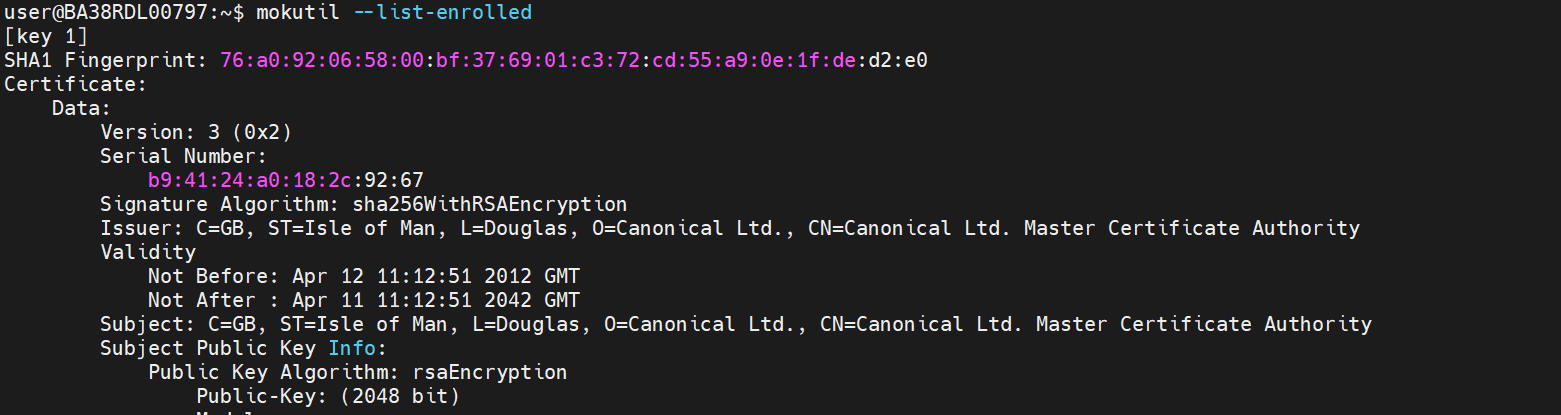 user@BA38RDL00797:~$ mokutil --list-enrolled
[key 1]
SHA1 Fingerprint: 76:a0:92:06:58:00:bf:37:69:01:c3:72:cd:55:a9:0e:1f:de:d2:e0
Certificate:
    Data:
        Version: 3 (0x2)
        Serial Number:
            b9:41:24:a0:18:2c:92:67
        Signature Algorithm: sha256WithRSAEncryption
        Issuer: C=GB, ST=Isle of Man, L=Douglas, O=Canonical Ltd., CN=Canonical Ltd. Master Certificate Authority
        Validity
            Not Before: Apr 12 11:12:51 2012 GMT
            Not After : Apr 11 11:12:51 2042 GMT
        Subject: C=GB, ST=Isle of Man, L=Douglas, O=Canonical Ltd., CN=Canonical Ltd. Master Certificate Authority
        Subject Public Key Info:
            Public Key Algorithm: rsaEncryption
                Public-Key: (2048 bit)